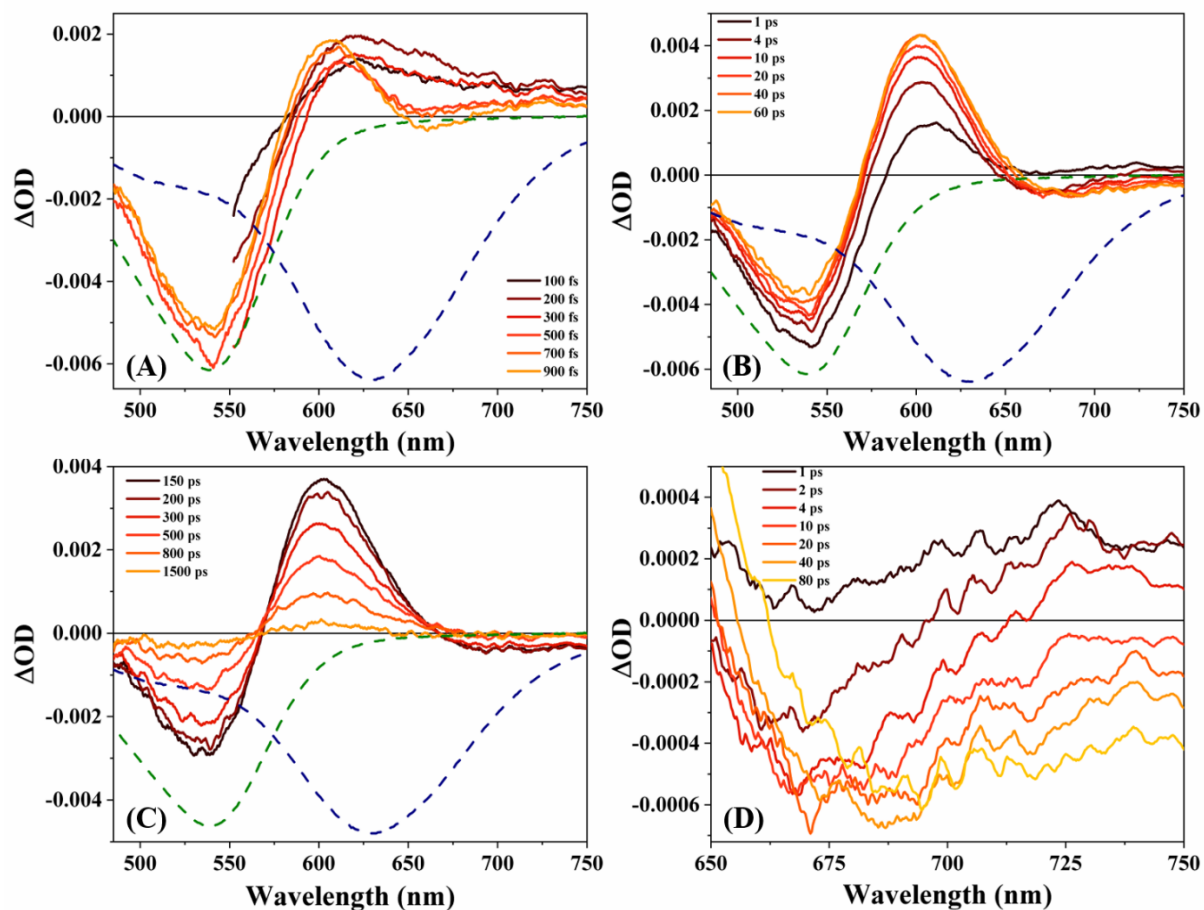 0.002
0.000
-0.002
-0.004
-0.006
ΔOD
100 fs
200 fs
300 fs
500 fs
700 fs
900 fs
(A)
500 550 600 650 700 750
Wavelength (nm)
0.004
0.002
0.000
-0.002
-0.004
-0.006
ΔOD
1 ps
4 ps
10 ps
20 ps
40 ps
60 ps
(B)
500 550 600 650 700 750
Wavelength (nm)
0.004
0.002
0.000
-0.002
-0.004
ΔOD
150 ps
200 ps
300 ps
500 ps
800 ps
1500 ps
(C)
500 550 600 650 700 750
Wavelength (nm)
0.0004
0.0002
0.0000
-0.0002
-0.0004
-0.0006
ΔOD
1 ps
2 ps
4 ps
10 ps
20 ps
40 ps
80 ps
(D)
650 675 700 725 750
Wavelength (nm)